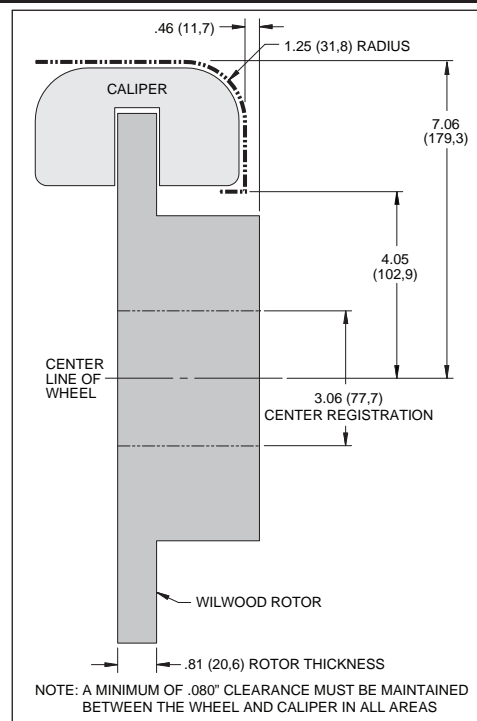 .46 (11,7)
1.25 (31,8) RADIUS
CALIPER
7.06
(179,3)
4.05
(102,9)
CENTER
LINE OF
WHEEL
3.06 (77,7)
CENTER REGISTRATION
WILWOOD ROTOR
.81 (20,6) ROTOR THICKNESS
NOTE: A MINIMUM OF .080" CLEARANCE MUST BE MAINTAINED
BETWEEN THE WHEEL AND CALIPER IN ALL AREAS